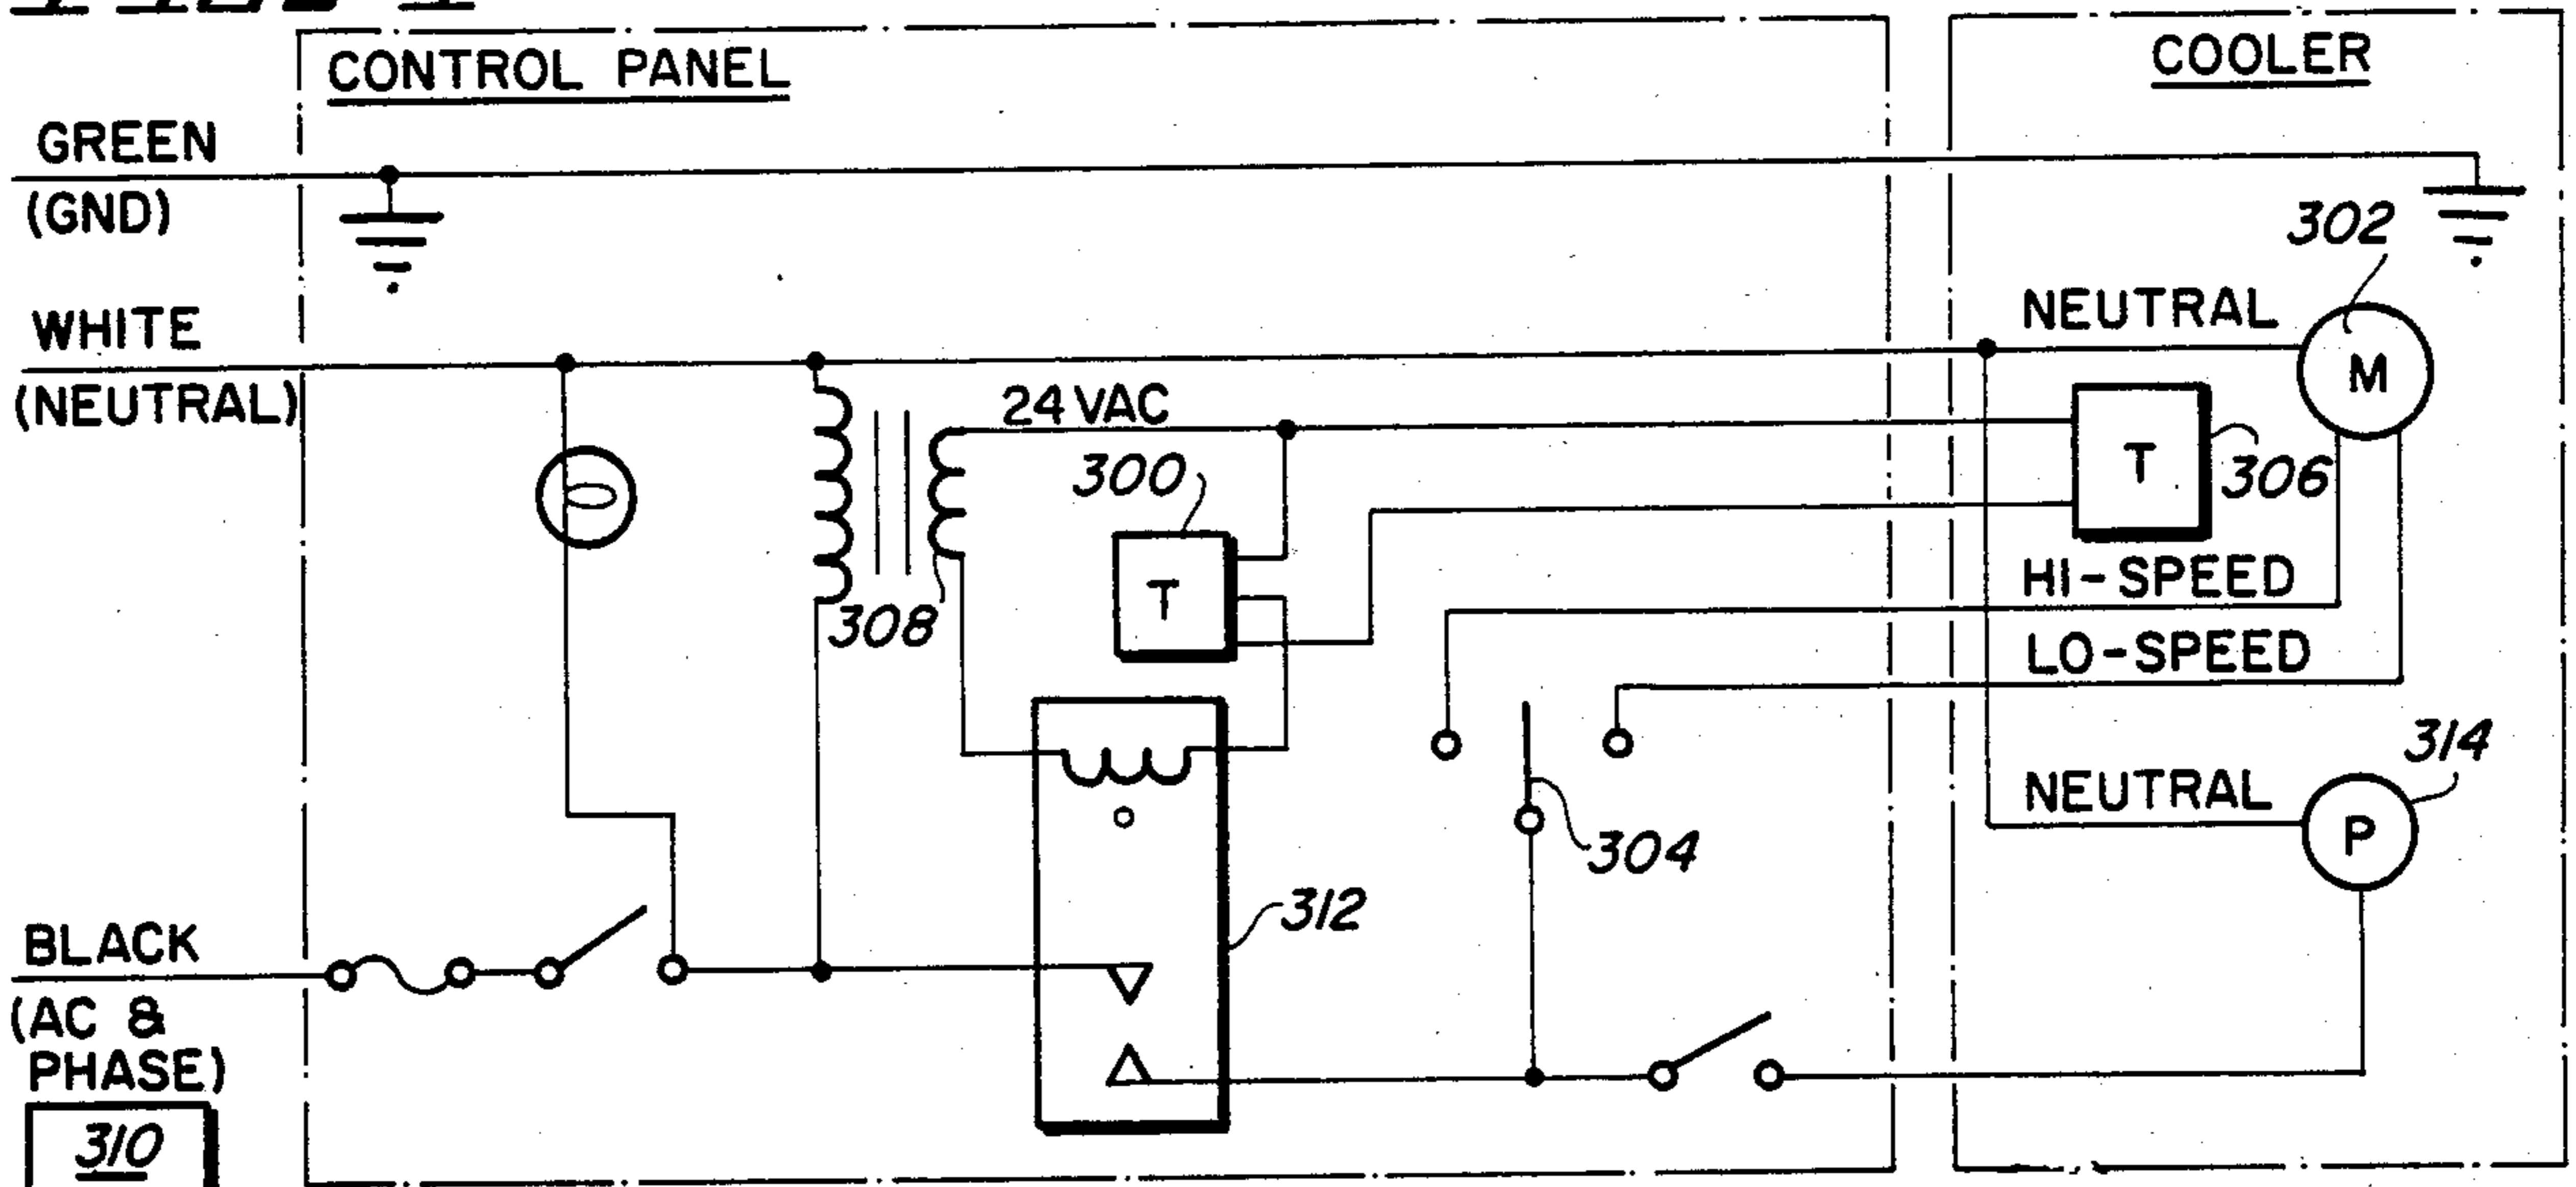 CONTROL PANEL
COOLER
GREEN
(GND)
302
WHITE
(NEUTRAL)
NEUTRAL
M
24 VAC
300
T
T
306
308
HI-SPEED
LO-SPEED
314
NEUTRAL
P
304
312
BLACK
(AC &
PHASE)
310